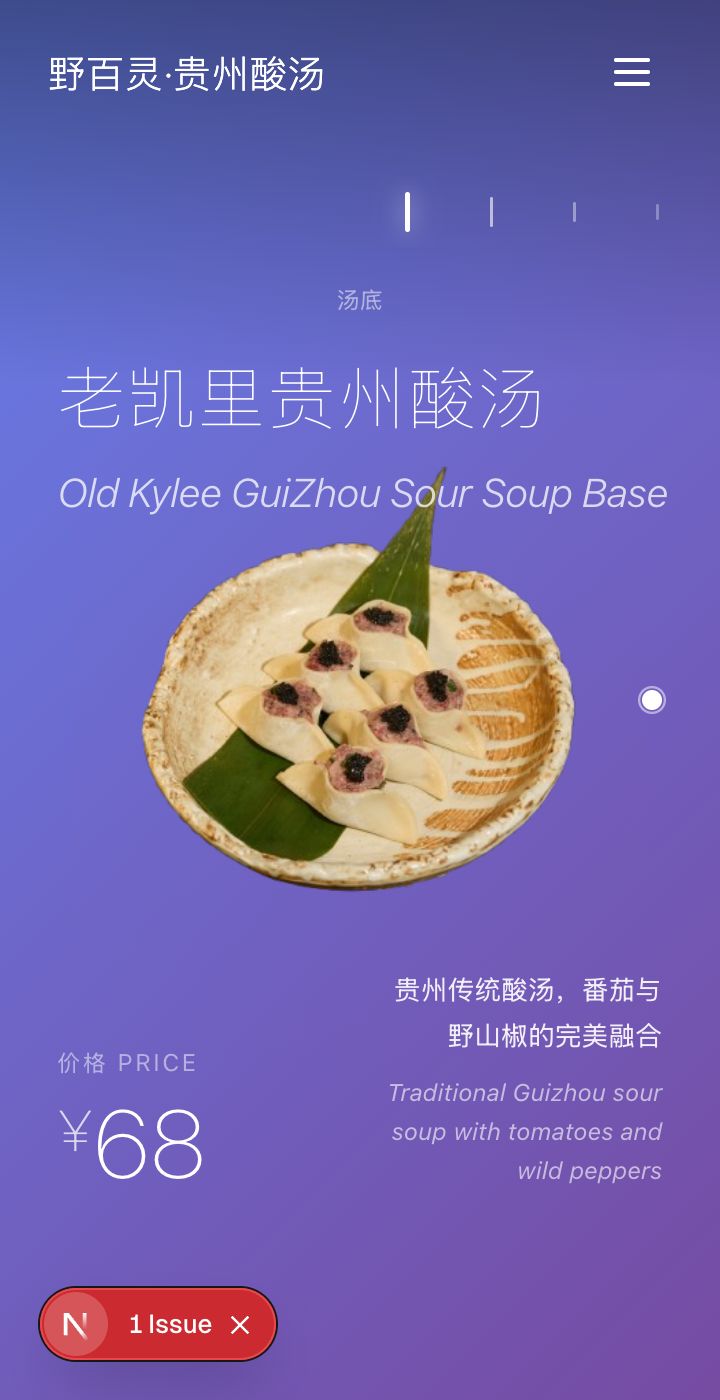 野百灵·贵州酸汤
汤底
老凯里贵州酸汤
Old Kylee GuiZhou Sour Soup Base
贵州传统酸汤，番茄与
野山椒的完美融合
价格 PRICE
¥68
Traditional Guizhou sour
soup with tomatoes and
wild peppers
N 1 Issue